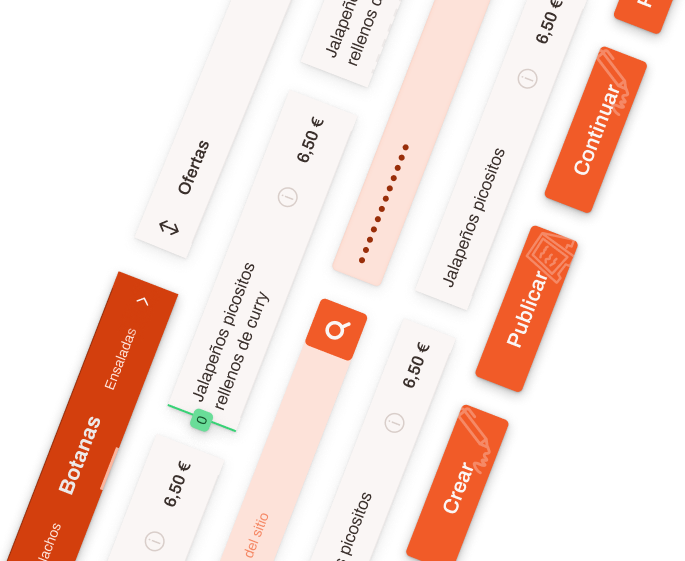 Ofertas
Jalapeños
rellenos
6,50 €
Jalapeños picositos
rellenos de curry
0
Ensaladas
Botanas
6,50 €
del sitio
6,50 €
picositos
6,50 €
Jalapeños picositos
Continuar
Publicar
Crear